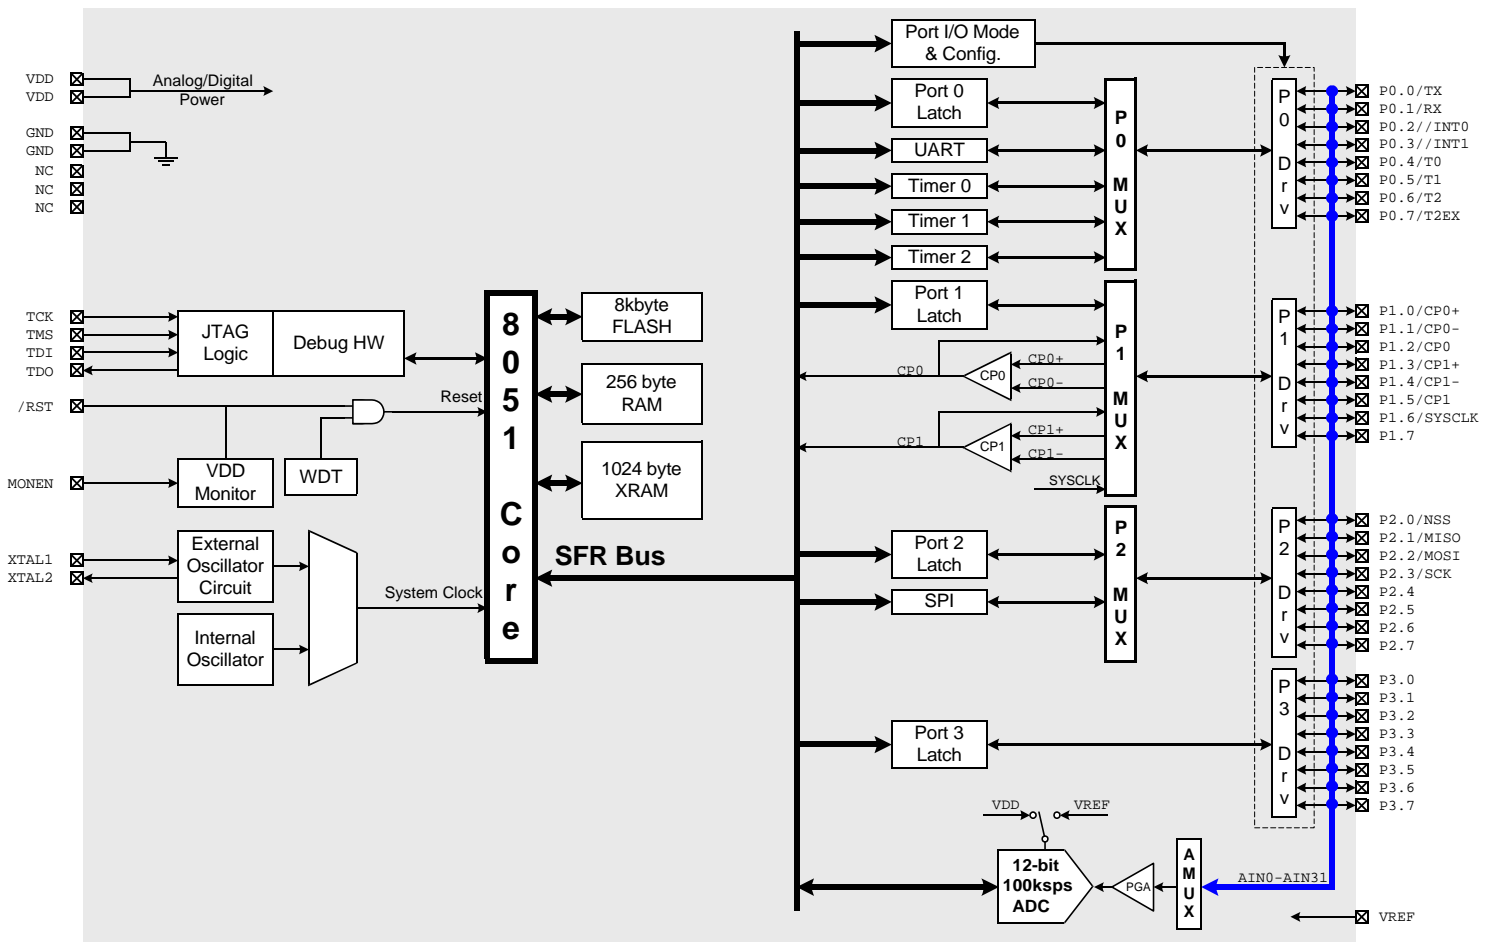 VDD
VDD
Analog/Digital
Power
GND
GND
NC
NC
NC
TCK
TMS
TDI
TDO
JTAG
Logic
Debug HW
/RST
Reset
MONEN
VDD
Monitor
WDT
XTAL1
XTAL2
External
Oscillator
Circuit
Internal
Oscillator
System Clock
8051 Core
8kbyte
FLASH
256 byte
RAM
1024 byte
XRAM
SFR Bus
Port I/O Mode
& Config.
Port 0
Latch
UART
Timer 0
Timer 1
Timer 2
P0 MUX
Port 1
Latch
CP0
CP0
CP0+
CP0-
CP1
CP1
CP1+
CP1-
SYSCLK
P1 MUX
Port 2
Latch
SPI
P2 MUX
Port 3
Latch
P0 Drv
P1 Drv
P2 Drv
P3 Drv
P0.0/TX
P0.1/RX
P0.2//INT0
P0.3//INT1
P0.4/T0
P0.5/T1
P0.6/T2
P0.7/T2EX
P1.0/CP0+
P1.1/CP0-
P1.2/CP0
P1.3/CP1+
P1.4/CP1-
P1.5/CP1
P1.6/SYSCLK
P1.7
P2.0/NSS
P2.1/MISO
P2.2/MOSI
P2.3/SCK
P2.4
P2.5
P2.6
P2.7
P3.0
P3.1
P3.2
P3.3
P3.4
P3.5
P3.6
P3.7
VDD
VREF
12-bit
100ksps
ADC
PGA
AMUX
AIN0-AIN31
VREF